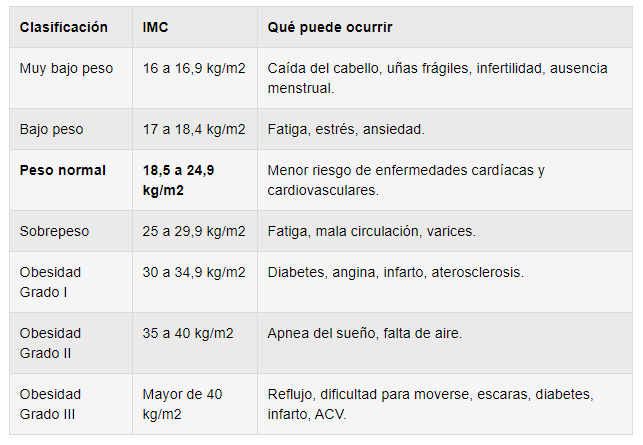 Clasificación IMC Qué puede ocurrir
Muy bajo peso 16 a 16,9 kg/m2 Caída del cabello, uñas frágiles, infertilidad, ausencia
menstrual.
Bajo peso 17 a 18,4 kg/m2 Fatiga, estrés, ansiedad.
Peso normal 18,5 a 24,9 Menor riesgo de enfermedades cardíacas y
kg/m2 cardiovasculares.
Sobrepeso 25 a 29,9 kg/m2 Fatiga, mala circulación, varices.
Obesidad 30 a 34,9 kg/m2 Diabetes, angina, infarto, aterosclerosis.
Grado I
Obesidad 35 a 40 kg/m2 Apnea del sueño, falta de aire.
Grado II
Obesidad Mayor de 40 Reflujo, dificultad para moverse, escaras, diabetes,
Grado III kg/m2 infarto, ACV.